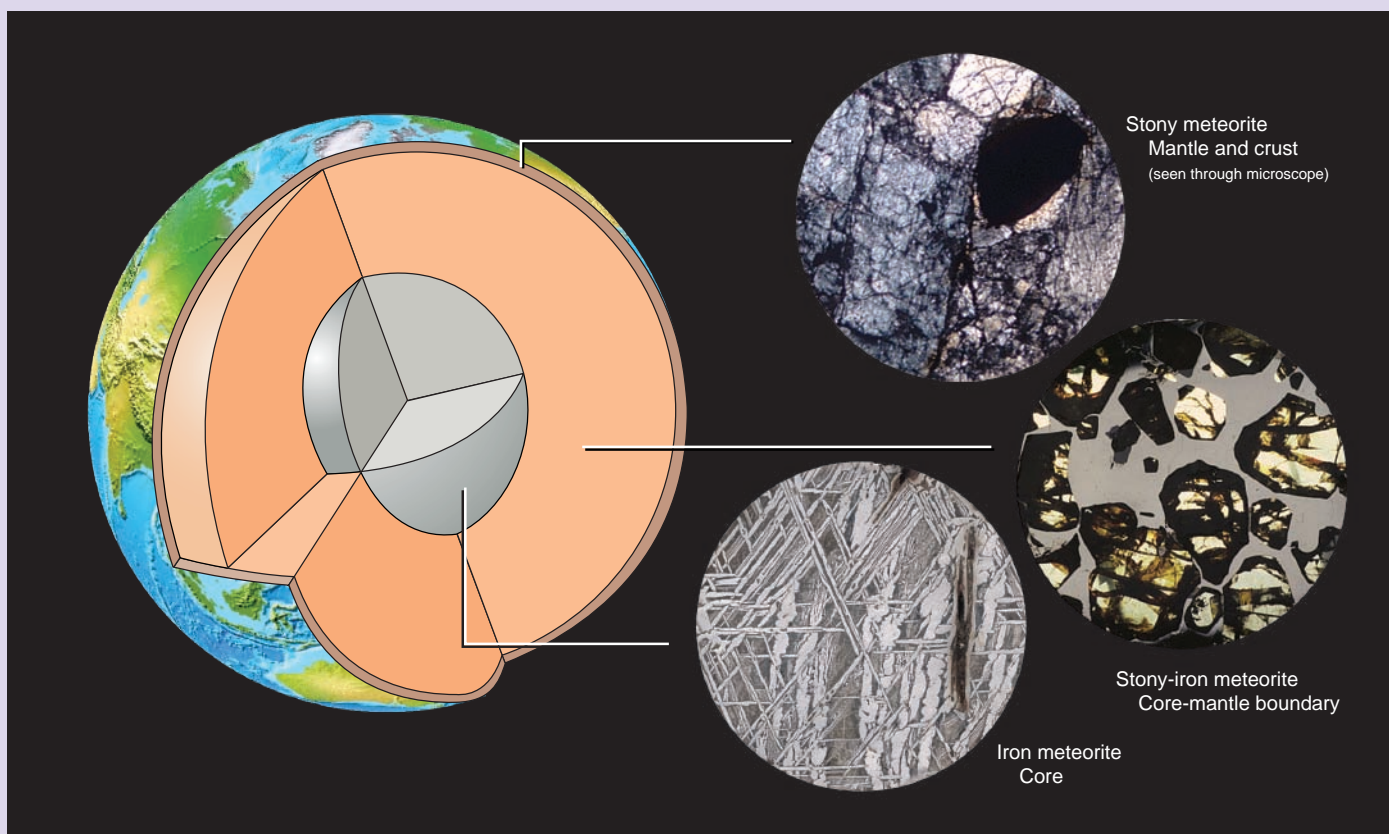 Stony meteorite
Mantle and crust
(seen through microscope)
Stony-iron meteorite
Core-mantle boundary
Iron meteorite
Core